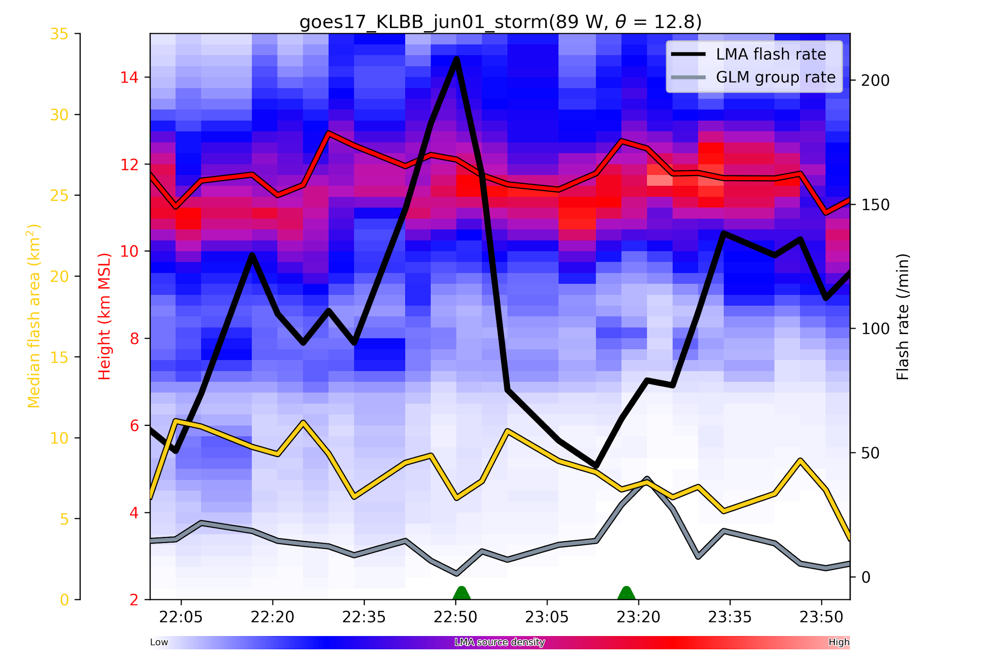 goes17_KLBB_jun01_storm(89 W, θ = 12.8)
LMA flash rate
GLM group rate
Median flash area (km²)
35
30
25
20
15
10
5
0
Height (km MSL)
14
12
10
8
6
4
2
Flash rate (/min)
200
150
100
50
0
22:05 22:20 22:35 22:50 23:05 23:20 23:35 23:50
Low LMA source density High